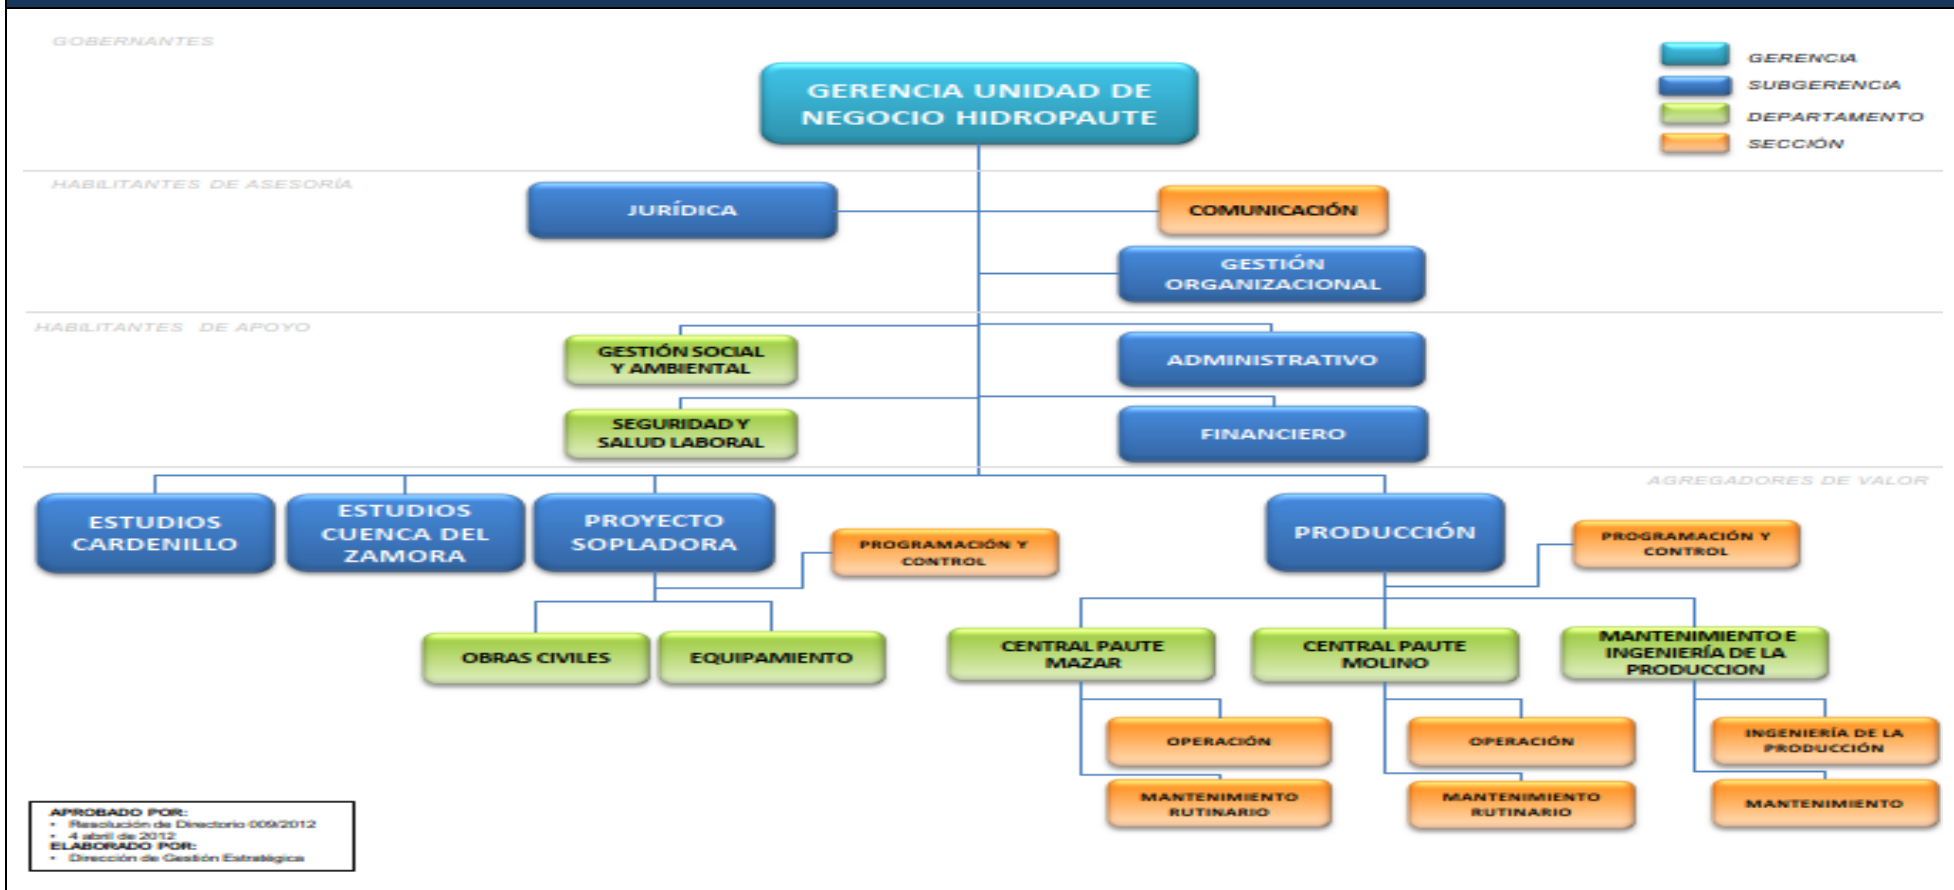 GOBERNANTES
GERENCIA
SUBGERENCIA
DEPARTAMENTO
SECCIÓN
GERENCIA UNIDAD DE
NEGOCIO HIDROPAUTE
HABILITANTES DE ASESORÍA
JURÍDICA
COMUNICACIÓN
GESTIÓN
ORGANIZACIONAL
HABILITANTES DE APOYO
GESTIÓN SOCIAL
Y AMBIENTAL
ADMINISTRATIVO
SEGURIDAD Y
SALUD LABORAL
FINANCIERO
AGREGADORES DE VALOR
ESTUDIOS
CARDENILLO
ESTUDIOS
CUENCA DEL
ZAMORA
PROYECTO
SOPLADORA
PROGRAMACIÓN Y
CONTROL
PRODUCCIÓN
PROGRAMACIÓN Y
CONTROL
OBRAS CIVILES
EQUIPAMIENTO
CENTRAL PAUTE
MAZAR
CENTRAL PAUTE
MOLINO
MANTENIMIENTO E
INGENIERÍA DE LA
PRODUCCION
OPERACIÓN
OPERACIÓN
INGENIERÍA DE LA
PRODUCCIÓN
MANTENIMIENTO
RUTINARIO
MANTENIMIENTO
RUTINARIO
MANTENIMIENTO
APROBADO POR:
• Resolución de Directorio 009/2012
• 4 abril de 2012
ELABORADO POR:
• Dirección de Gestión Estratégica